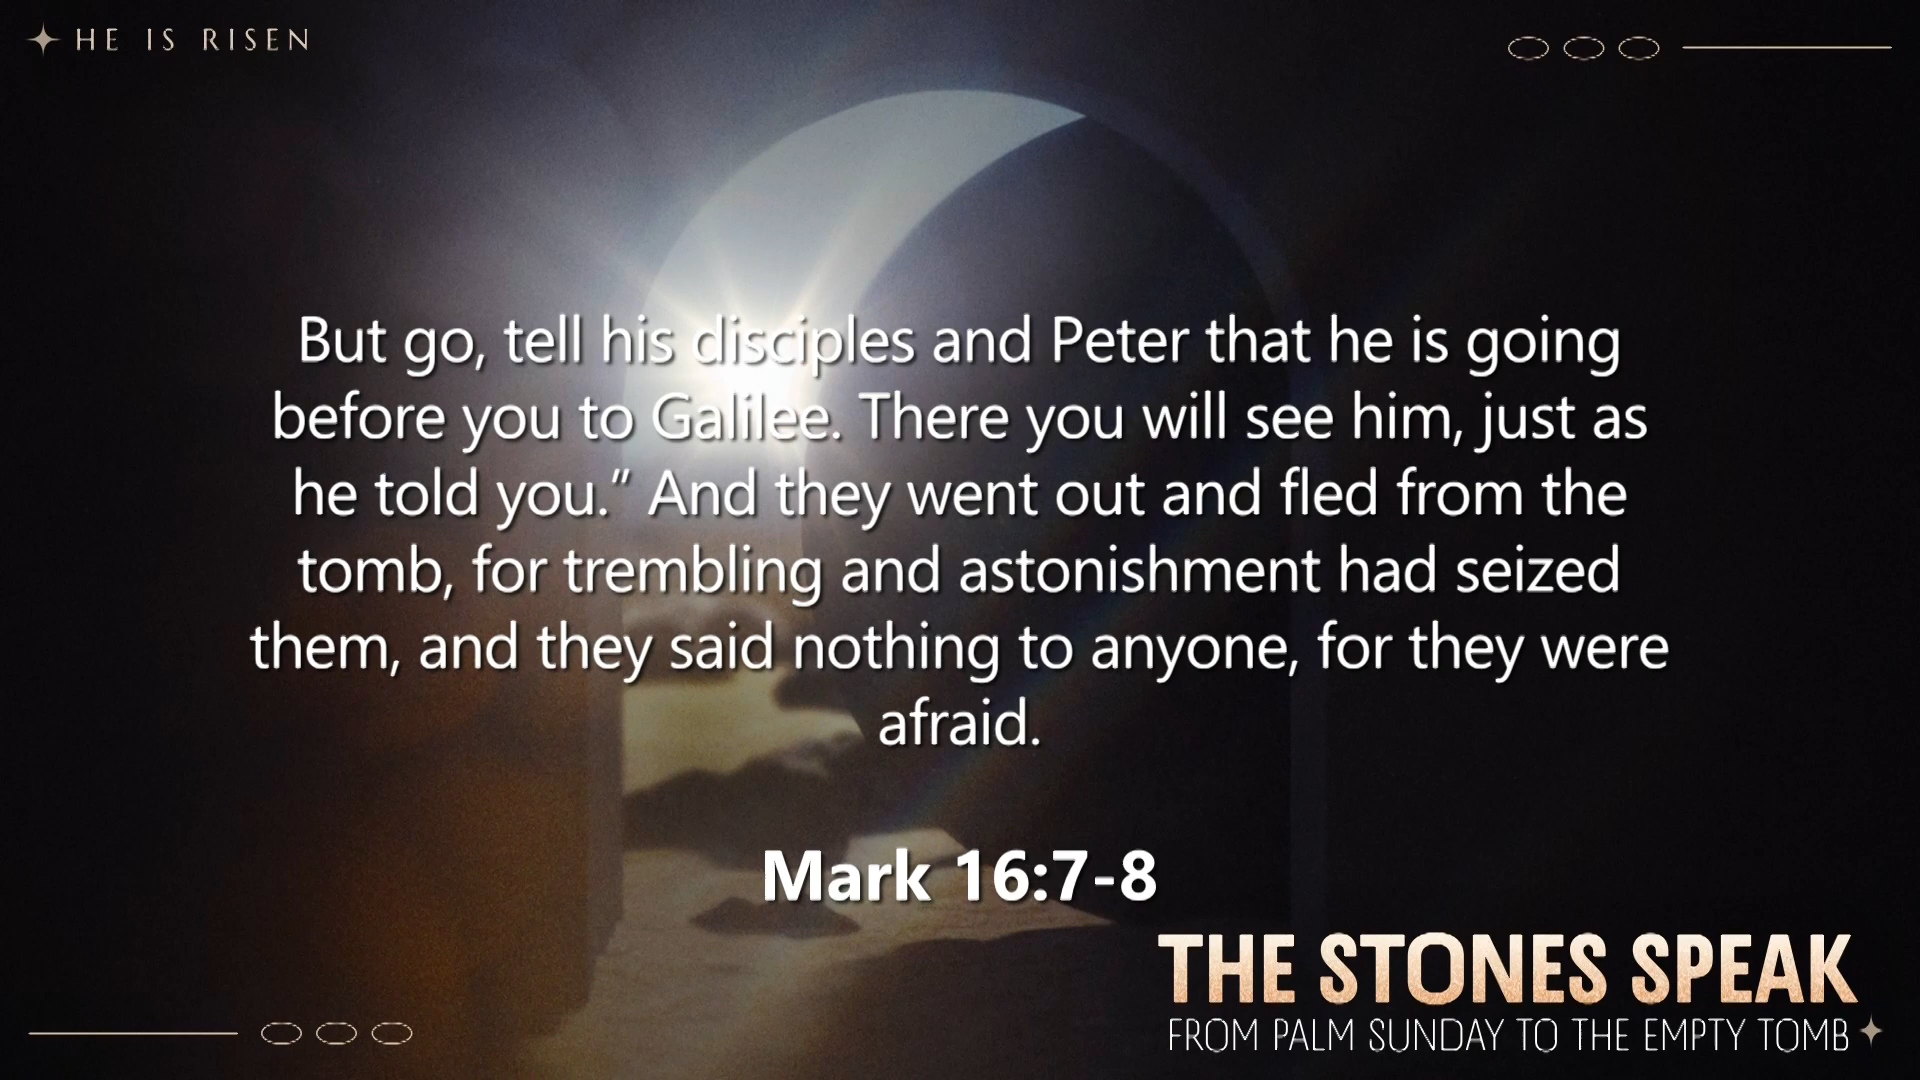 HE IS RISEN
But go, tell his disciples and Peter that he is going
before you to Galilee. There you will see him, just as
he told you.” And they went out and fled from the
tomb, for trembling and astonishment had seized
them, and they said nothing to anyone, for they were
afraid.
Mark 16:7-8
THE STONES SPEAK
FROM PALM SUNDAY TO THE EMPTY TOMB